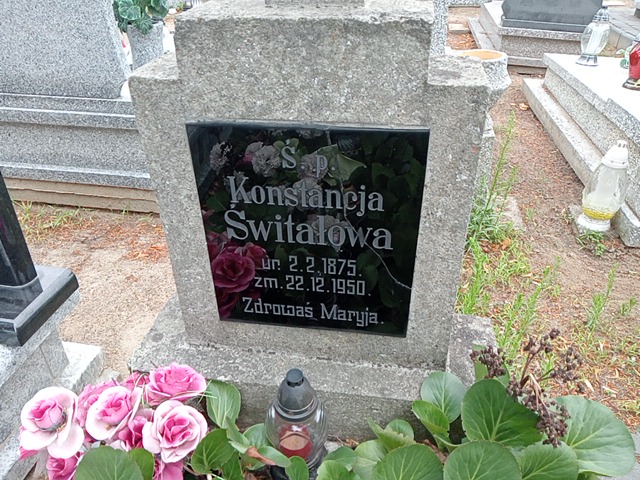 Ś. p.
Konstancja
Świtałowa
ur. 2.2.1875.
zm. 22.12.1950.
Zdrowaś Maryja.